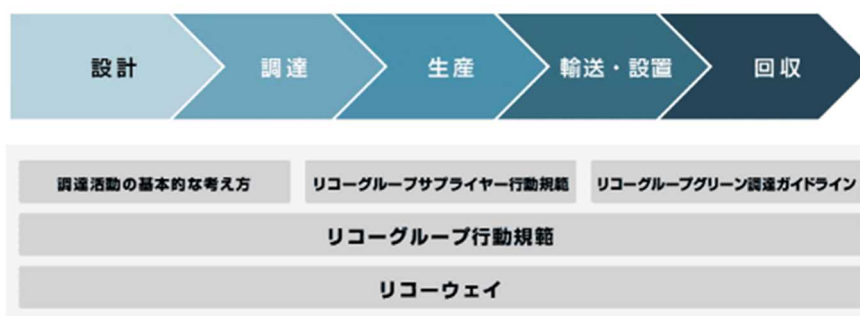 設計 調達 生産 輸送・設置 回収
調達活動の基本的な考え方 リコーグループサプライヤー行動規範 リコーグループグリーン調達ガイドライン
リコーグループ行動規範
リコーウェイ